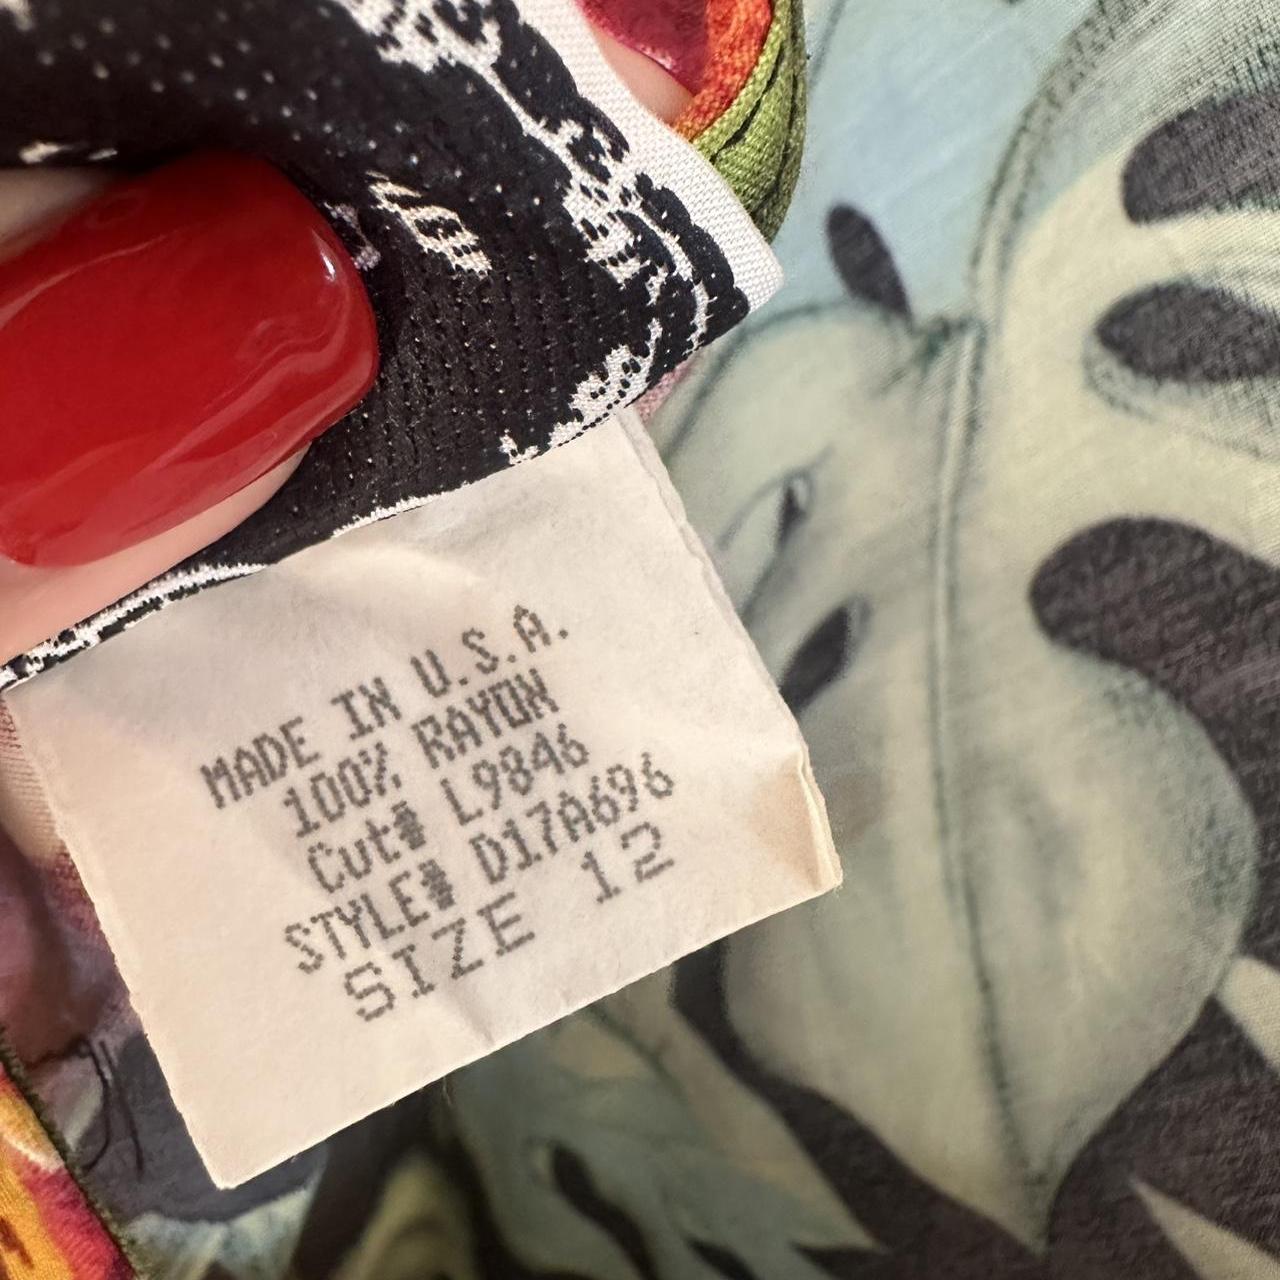 MADE IN U.S.A.
100% RAYON
Cut# L9846
STYLE# D17A696
SIZE 12